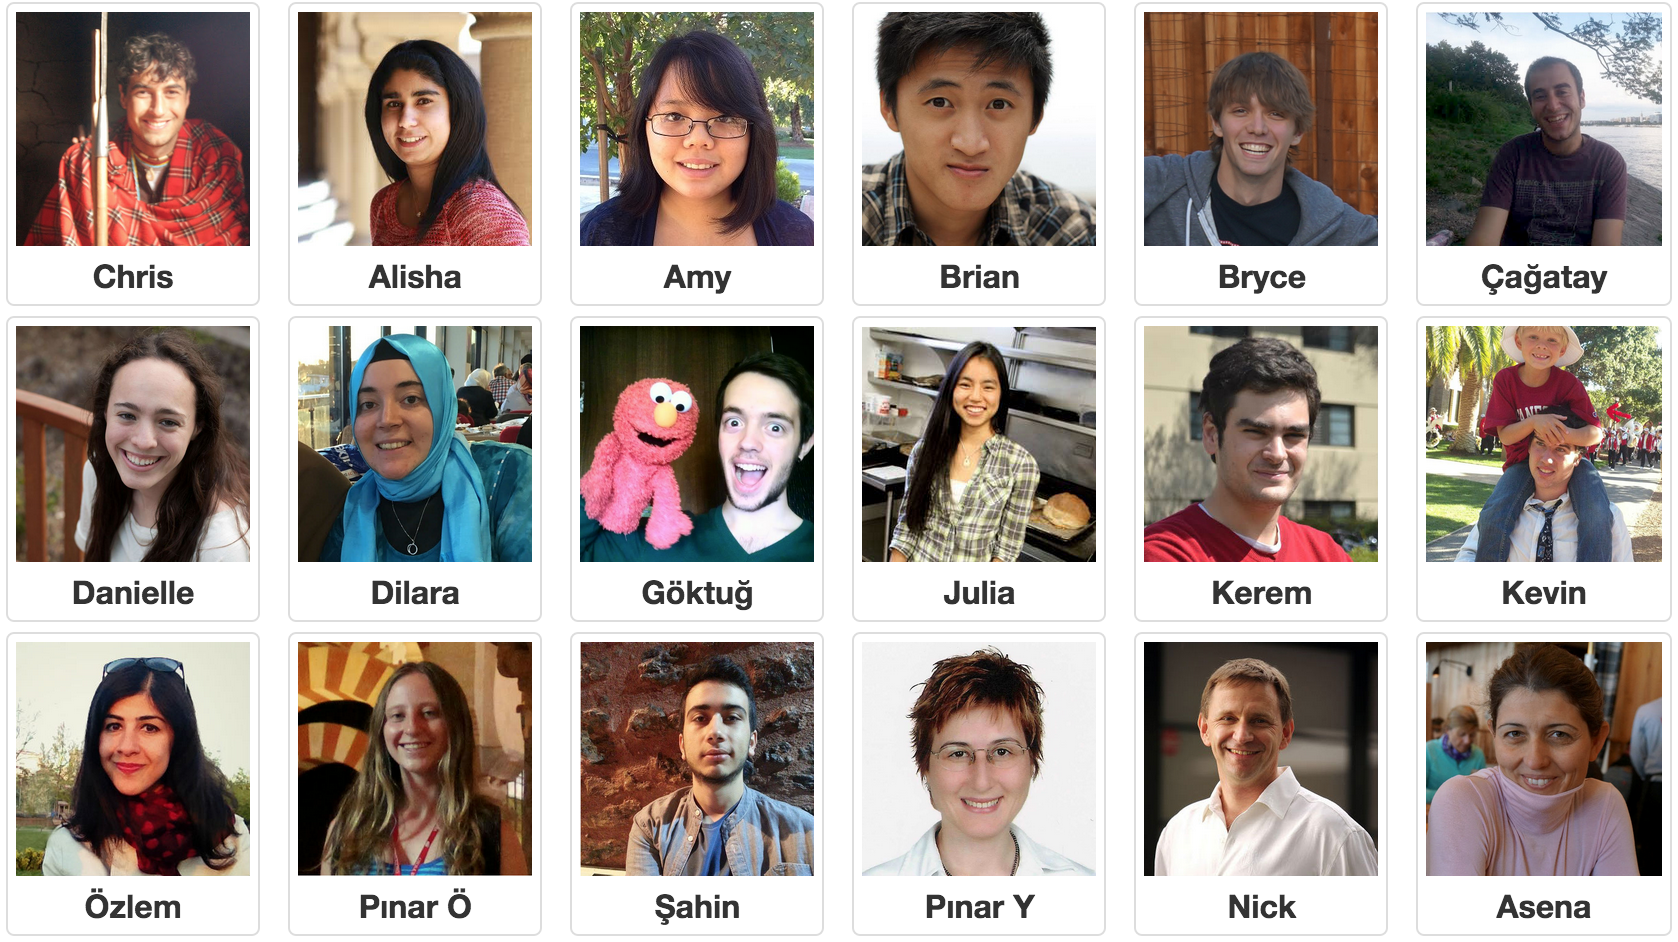 Chris
Alisha
Amy
Brian
Bryce
Çağatay
Danielle
Dilara
Göktuğ
Julia
Kerem
Kevin
Özlem
Pınar Ö
Şahin
Pınar Y
Nick
Asena